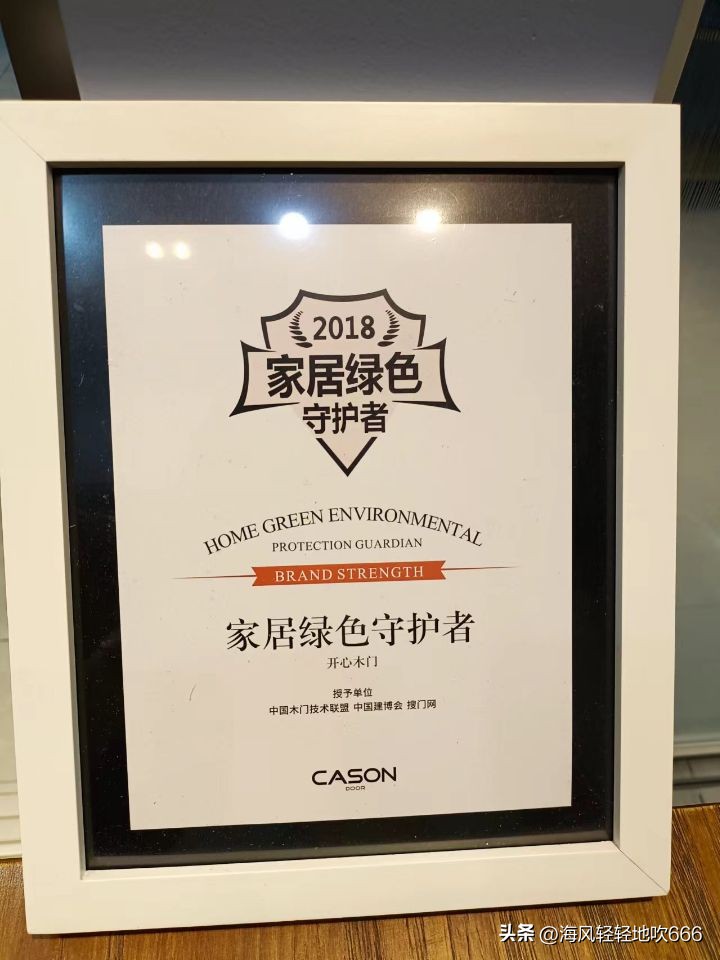 2018
家居绿色
守护者
HOME GREEN ENVIRONMENTAL
PROTECTION GUARDIAN
BRAND STRENGTH
家居绿色守护者
开心木门
授予单位
中国木门技术联盟 中国建博会 搜门网
CASON
DOOR
头条 @海风轻轻地吹666